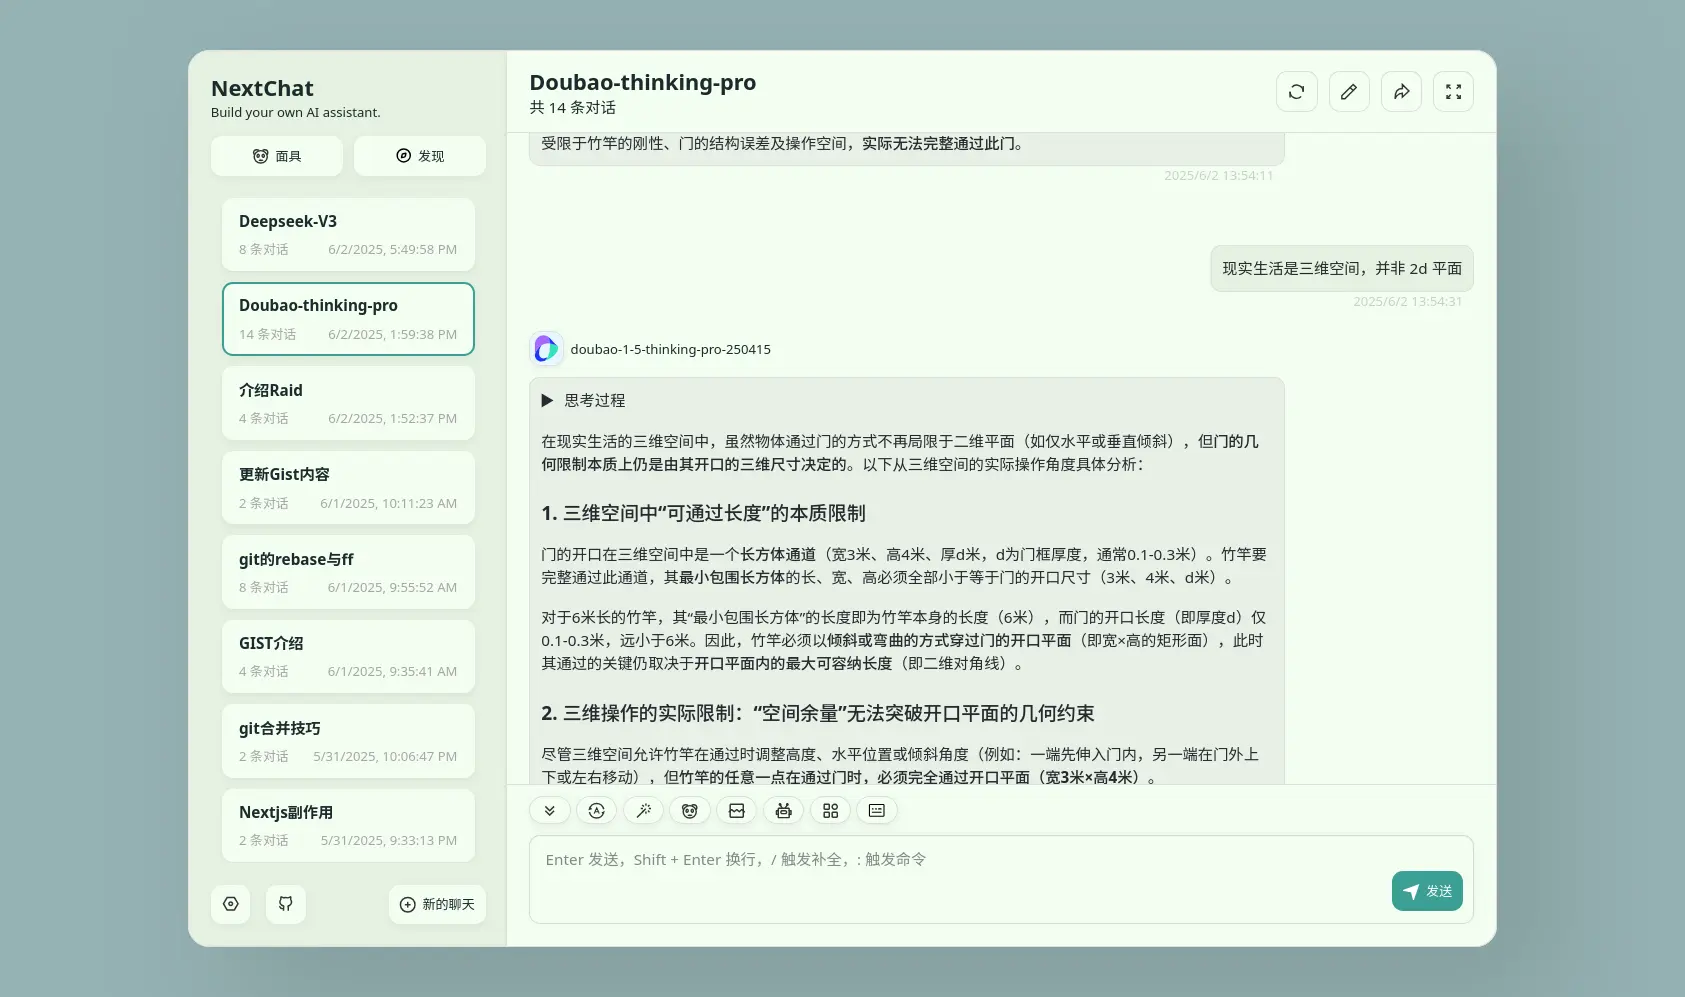 NextChat
Build your own AI assistant.
面具
发现
Deepseek-V3
8 条对话
6/2/2025, 5:49:58 PM
Doubao-thinking-pro
14 条对话
6/2/2025, 1:59:38 PM
介绍Raid
4 条对话
6/2/2025, 1:52:37 PM
更新Gist内容
2 条对话
6/1/2025, 10:11:23 AM
git的rebase与ff
8 条对话
6/1/2025, 9:55:52 AM
GIST介绍
4 条对话
6/1/2025, 9:35:41 AM
git合并技巧
2 条对话
5/31/2025, 10:06:47 PM
Nextjs副作用
2 条对话
5/31/2025, 9:33:13 PM
新的聊天
Doubao-thinking-pro
共 14 条对话
受限于竹竿的刚性、门的结构误差及操作空间，实际无法完整通过此门。
2025/6/2 13:54:11
现实生活是三维空间，并非 2d 平面
2025/6/2 13:54:31
doubao-1-5-thinking-pro-250415
▶ 思考过程
在现实生活的三维空间中，虽然物体通过门的方式不再局限于二维平面（如仅水平或垂直倾斜），但门的几
何限制本质上仍是由其开口的三维尺寸决定的。以下从三维空间的实际操作角度具体分析：
1. 三维空间中“可通过长度”的本质限制
门的开口在三维空间中是一个长方体通道（宽3米、高4米、厚d米，d为门框厚度，通常0.1-0.3米）。竹竿要
完整通过此通道，其最小包围长方体的长、宽、高必须全部小于等于门的开口尺寸（3米、4米、d米）。
对于6米长的竹竿，其“最小包围长方体”的长度即为竹竿本身的长度（6米），而门的开口长度（即厚度d）仅
0.1-0.3米，远小于6米。因此，竹竿必须以倾斜或弯曲的方式穿过门的开口平面（即宽×高的矩形面），此时
其通过的关键仍取决于开口平面内的最大可容纳长度（即二维对角线）。
2. 三维操作的实际限制：“空间余量”无法突破开口平面的几何约束
尽管三维空间允许竹竿在通过时调整高度、水平位置或倾斜角度（例如：一端先伸入门内，另一端在门外上
下或左右移动），但竹竿的任意一点在通过门时，必须完全通过开口平面（宽3米×高4米）。
Enter 发送，Shift + Enter 换行，/ 触发补全，: 触发命令
发送